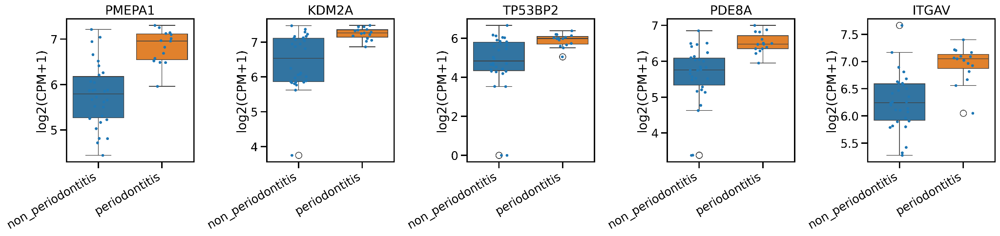 PMEPA1
log2(CPM+1)
7
6
5
non_periodontitis
periodontitis
KDM2A
log2(CPM+1)
7
6
5
4
non_periodontitis
periodontitis
TP53BP2
log2(CPM+1)
6
4
2
0
non_periodontitis
periodontitis
PDE8A
log2(CPM+1)
7
6
5
4
non_periodontitis
periodontitis
ITGAV
log2(CPM+1)
7.5
7.0
6.5
6.0
5.5
non_periodontitis
periodontitis